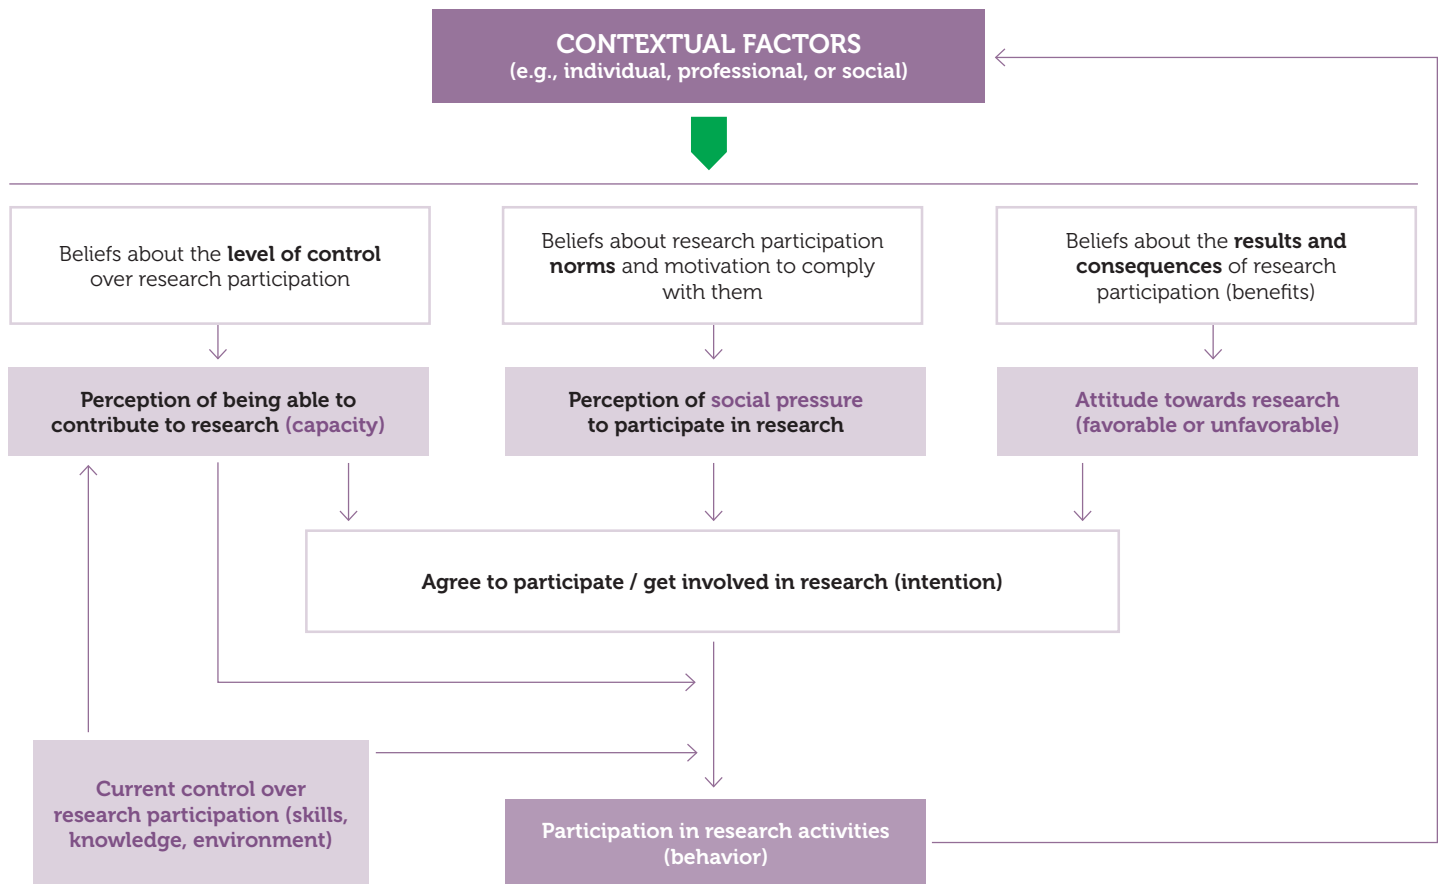 CONTEXTUAL FACTORS
(e.g., individual, professional, or social)
Beliefs about the level of control
over research participation
Beliefs about research participation
norms and motivation to comply
with them
Beliefs about the results and
consequences of research
participation (benefits)
Perception of being able to
contribute to research (capacity)
Perception of social pressure
to participate in research
Attitude towards research
(favorable or unfavorable)
Agree to participate / get involved in research (intention)
Current control over
research participation (skills,
knowledge, environment)
Participation in research activities
(behavior)